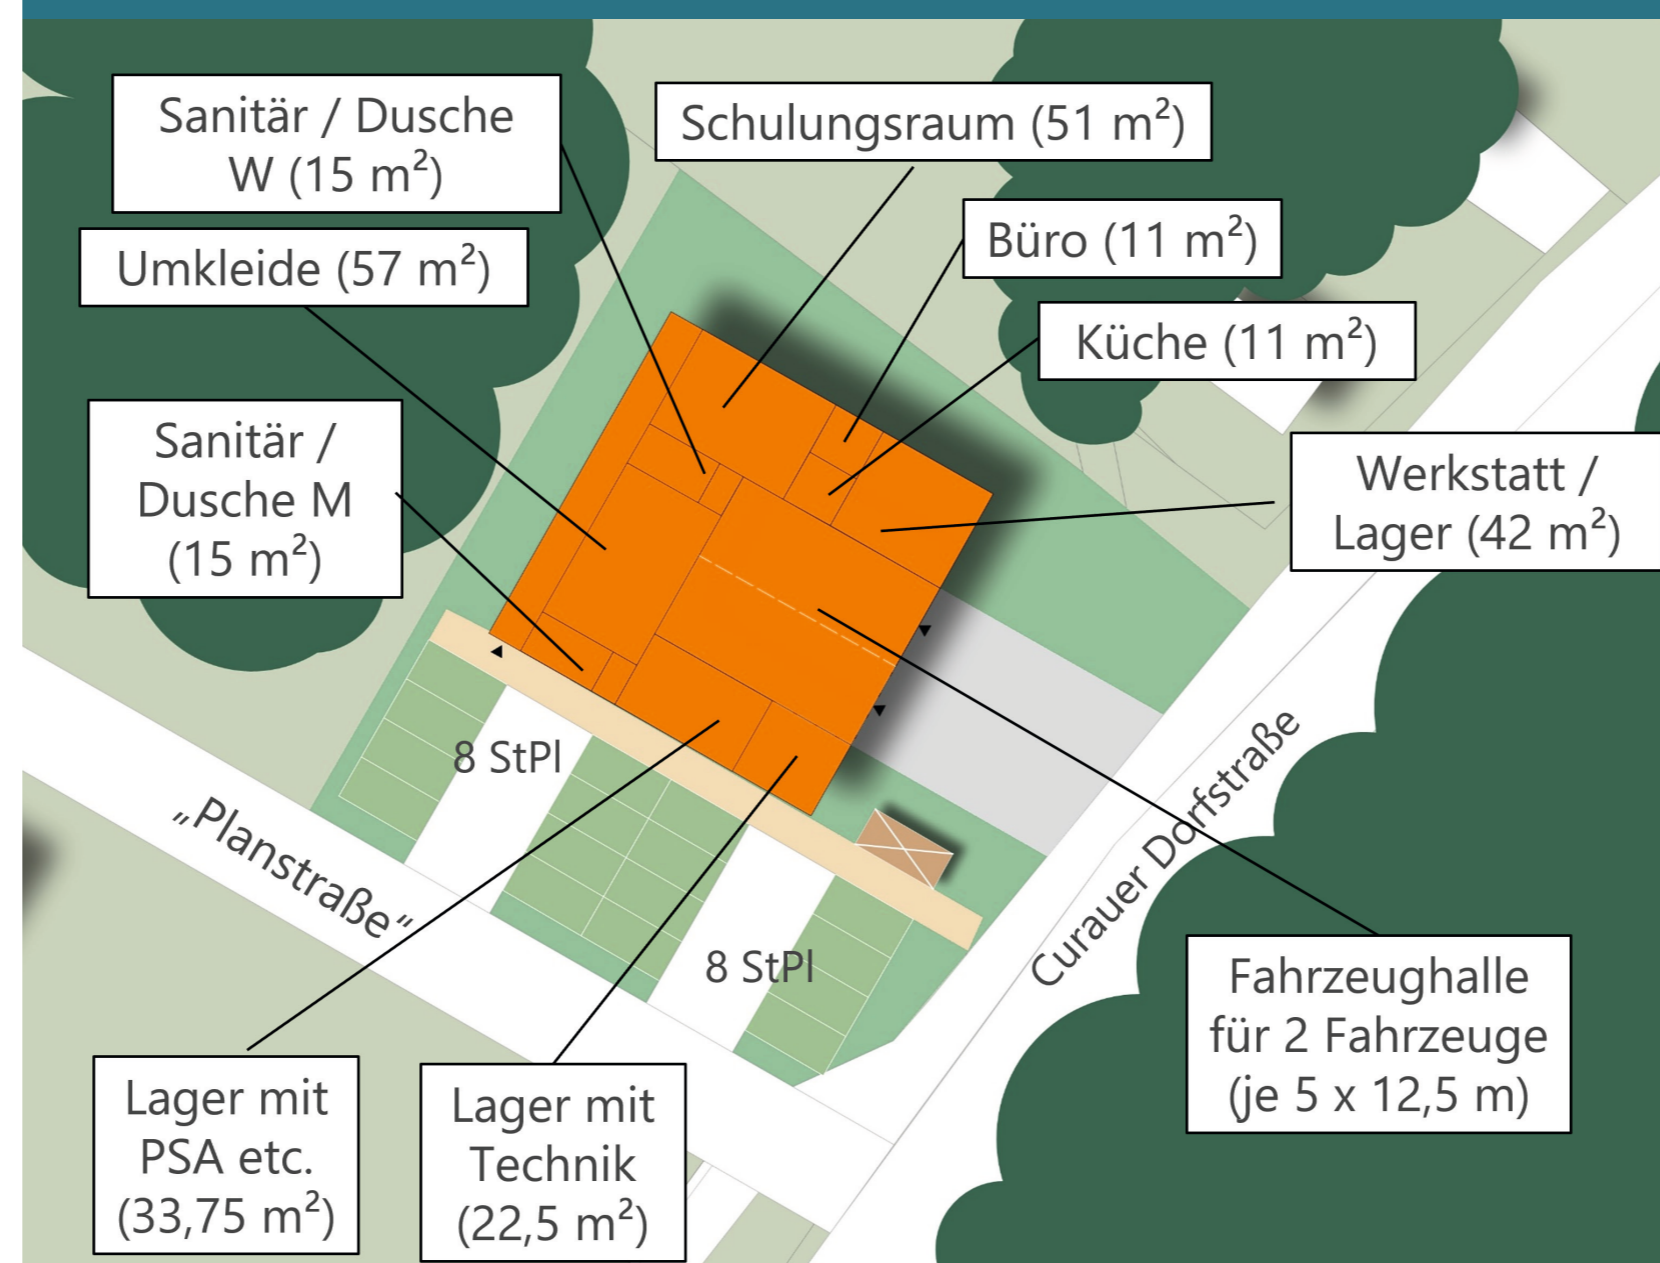 Sanitär / Dusche
W (15 m²)
Schulungsraum (51 m²)
Büro (11 m²)
Umkleide (57 m²)
Küche (11 m²)
Sanitär /
Dusche M
(15 m²)
Werkstatt /
Lager (42 m²)
8 StPl
„Planstraße“
8 StPl
Curauer Dorfstraße
Fahrzeughalle
für 2 Fahrzeuge
(je 5 x 12,5 m)
Lager mit
PSA etc.
(33,75 m²)
Lager mit
Technik
(22,5 m²)